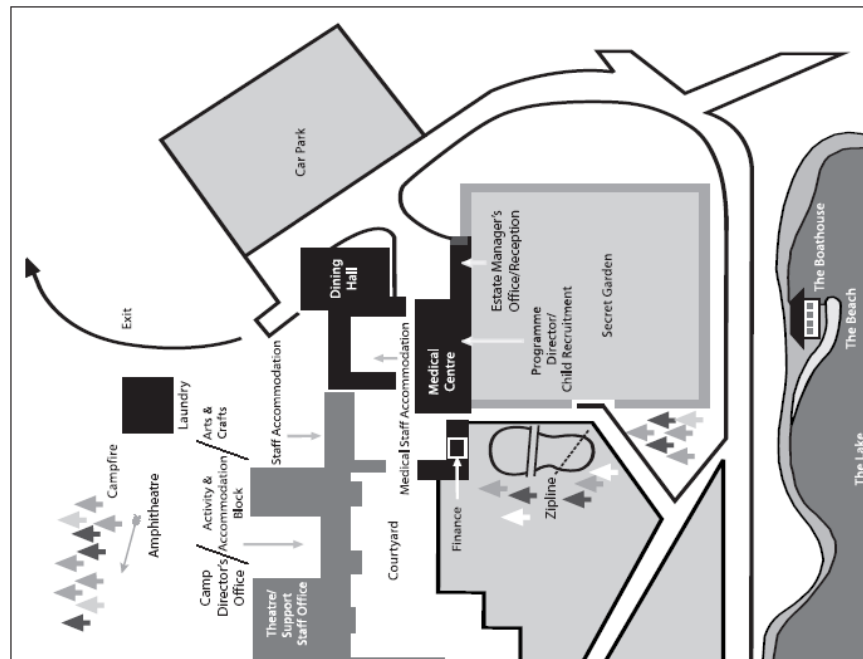 Car Park
Exit
Dining
Hall
Estate Manager's
Office/Reception
Programme
Director/
Child Recruitment
Secret Garden
Medical
Centre
Medical Staff Accommodation
Staff Accommodation
Laundry
Arts &
Crafts
Campfire
Amphitheatre
Activity &
Accommodation
Block
Camp
Director's
Office
Theatre/
Support
Staff Office
Courtyard
Finance
Zipline
The Boathouse
The Beach
The Lake